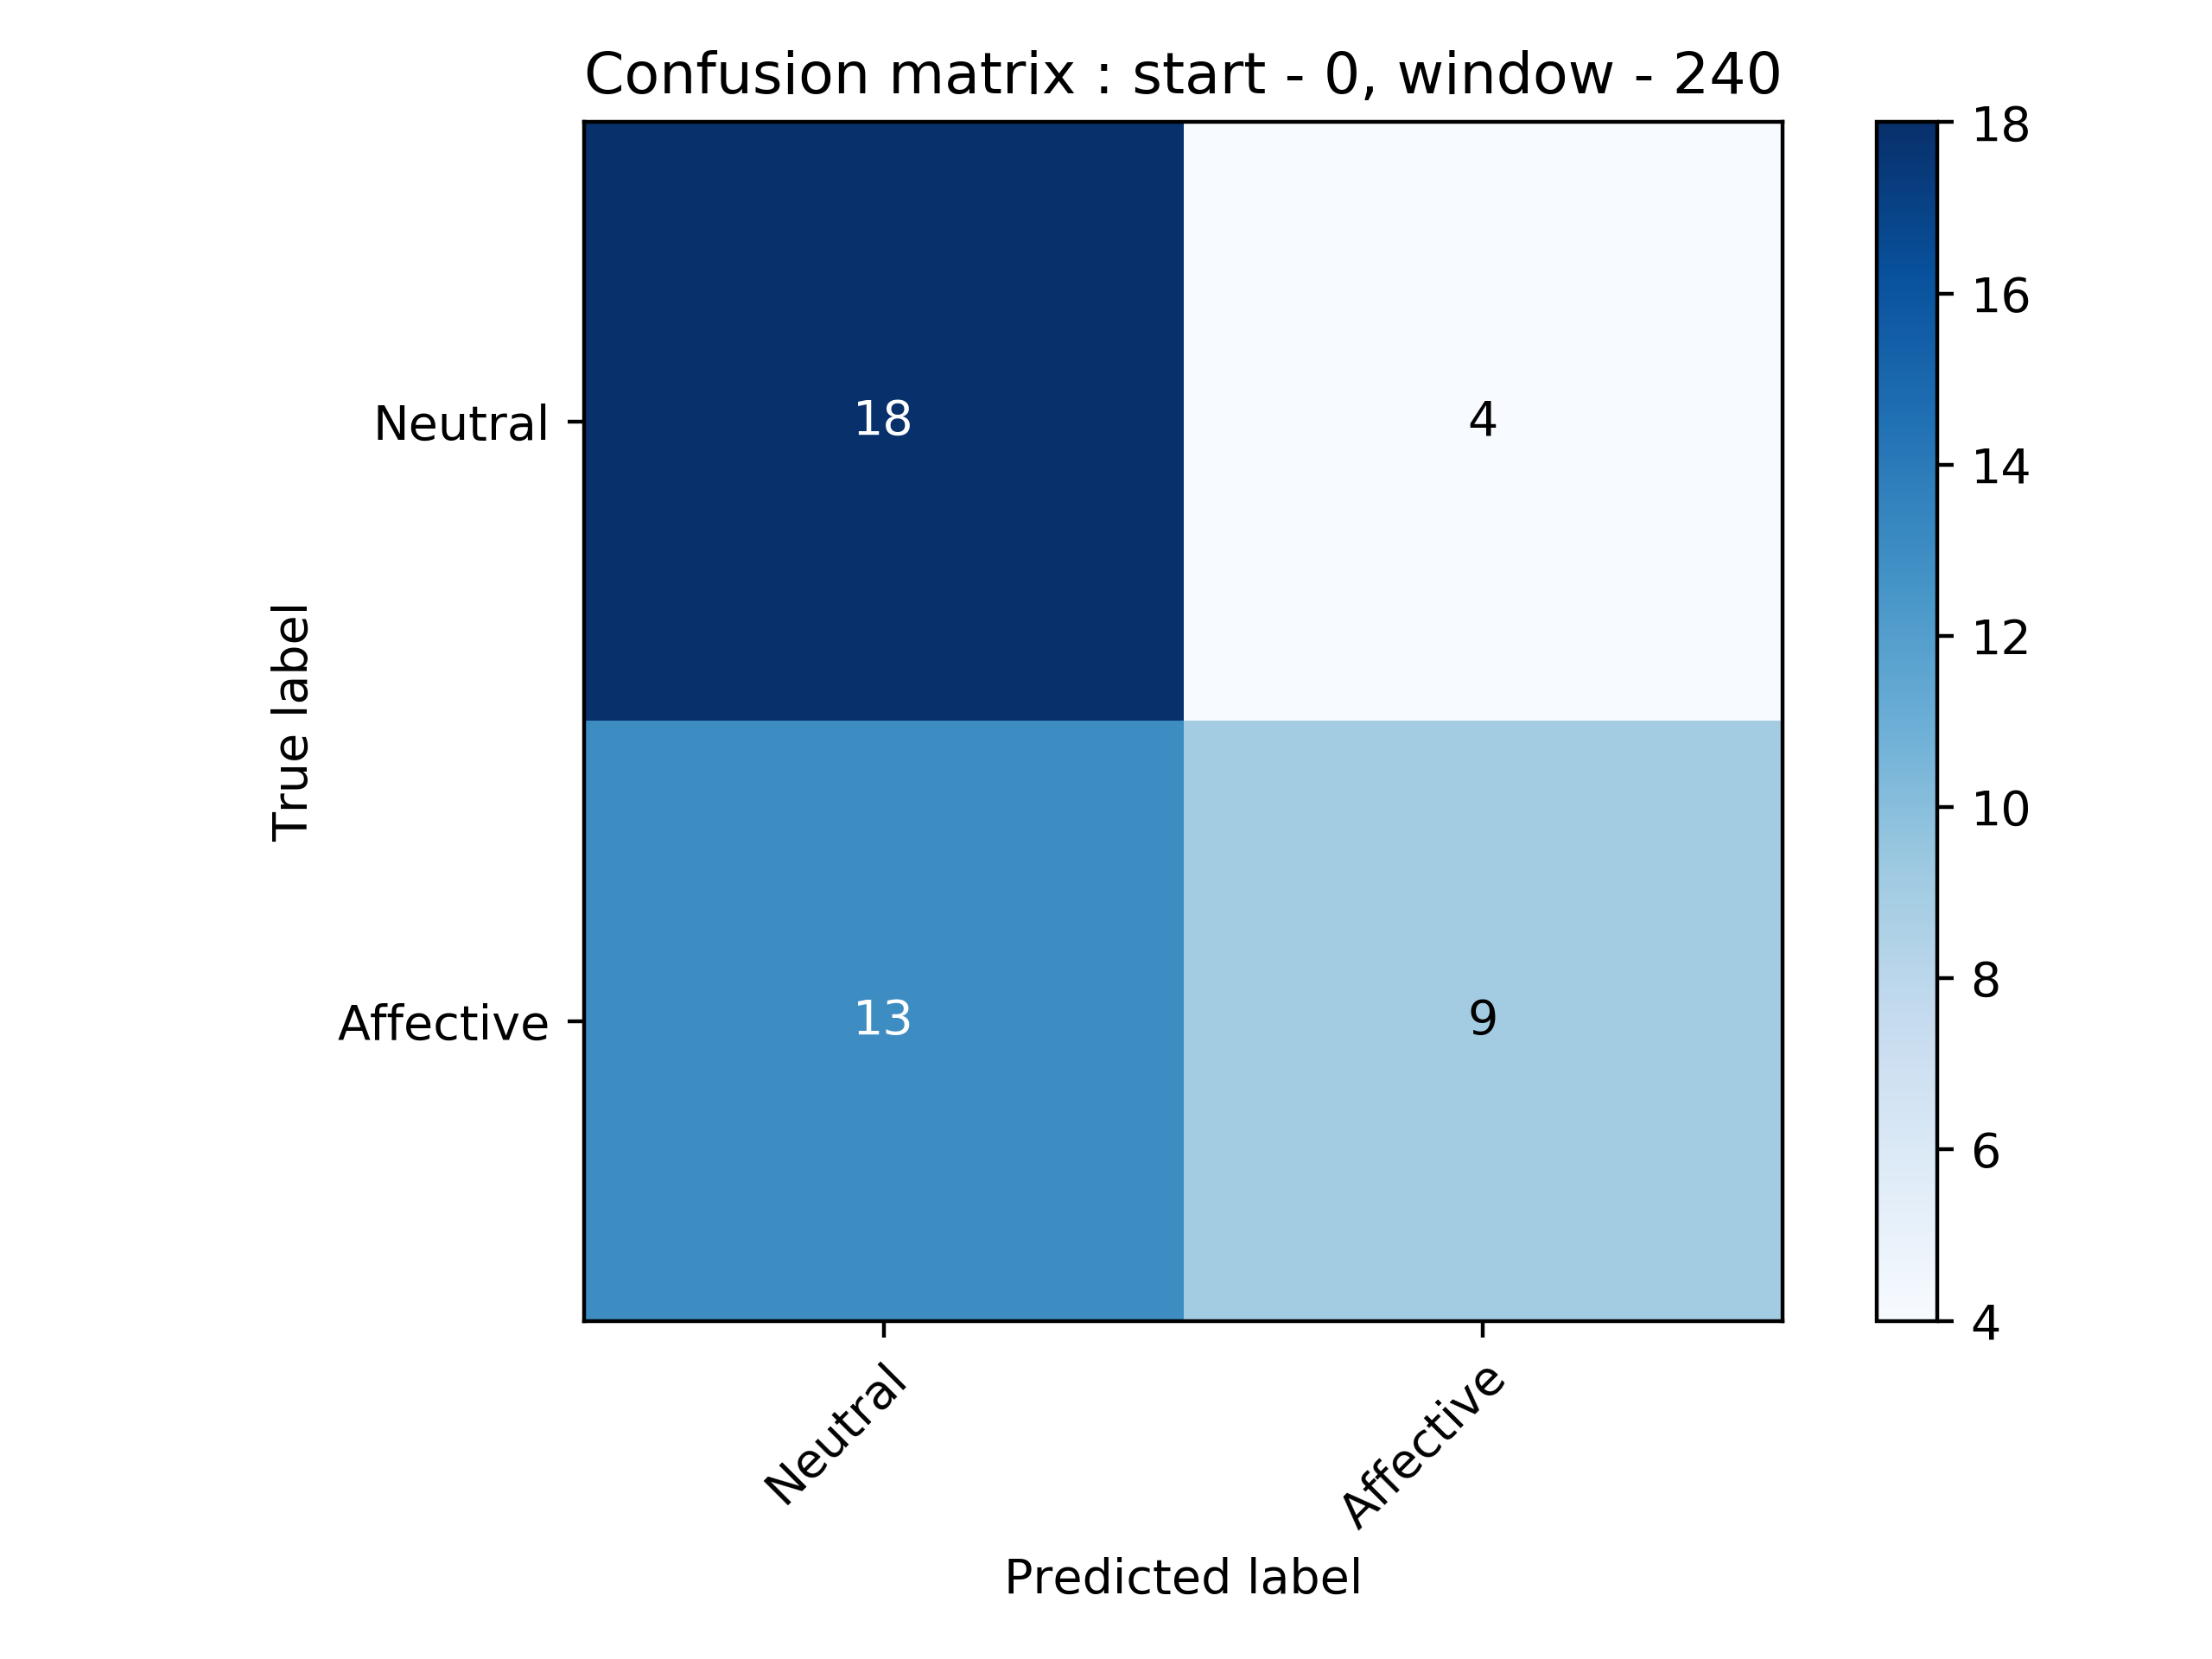 Confusion matrix : start - 0, window - 240
18
16
14
12
10
8
6
4
True label
Neutral
Affective
18
4
13
9
Neutral
Affective
Predicted label